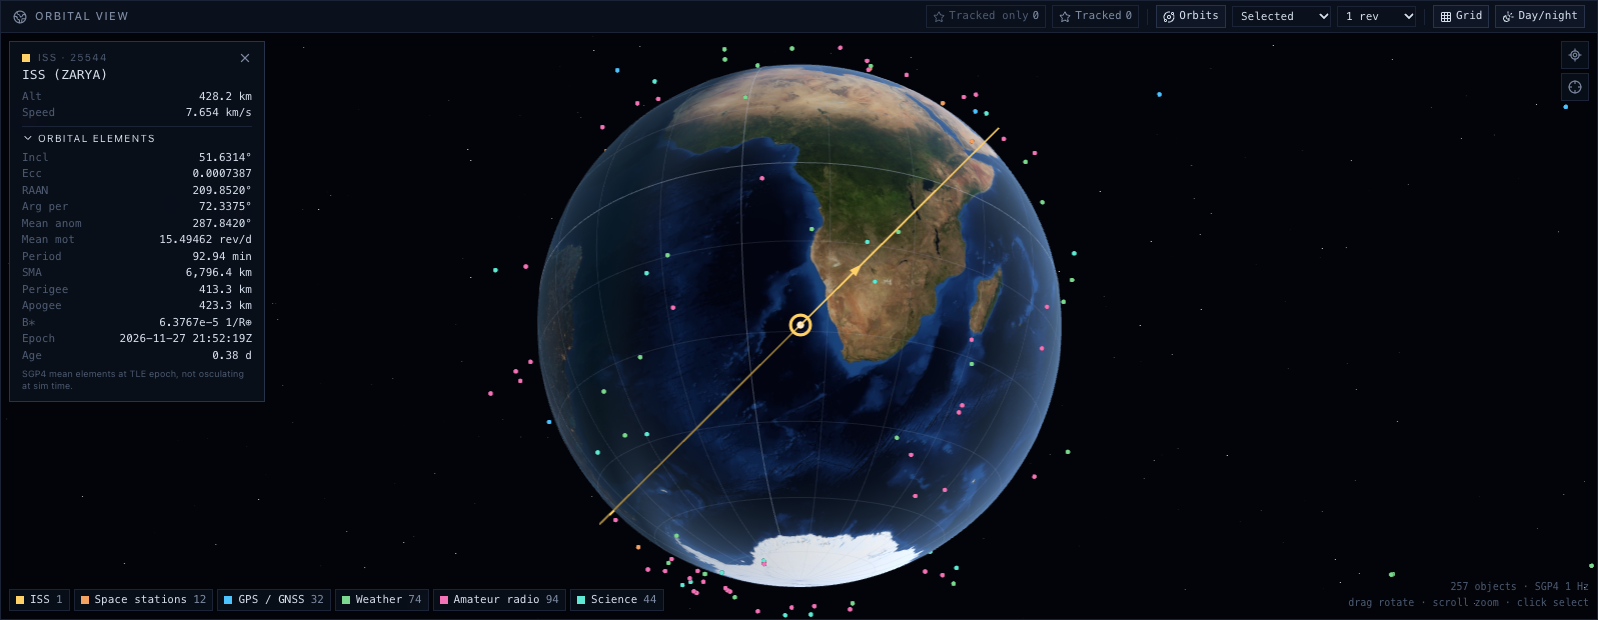 ORBITAL VIEW
Tracked only 0
Tracked 0
Orbits
Selected
1 rev
Grid
Day/night
ISS · 25544
ISS (ZARYA)
Alt 428.2 km
Speed 7.654 km/s
ORBITAL ELEMENTS
Incl 51.6314°
Ecc 0.0007387
RAAN 209.8520°
Arg per 72.3375°
Mean anom 287.8420°
Mean mot 15.49462 rev/d
Period 92.94 min
SMA 6,796.4 km
Perigee 413.3 km
Apogee 423.3 km
B* 6.3767e−5 1/R⊕
Epoch 2026−11−27 21:52:19Z
Age 0.38 d
SGP4 mean elements at TLE epoch, not osculating
at sim time.
ISS 1
Space stations 12
GPS / GNSS 32
Weather 74
Amateur radio 94
Science 44
257 objects · SGP4 1 Hz
drag rotate · scroll zoom · click select